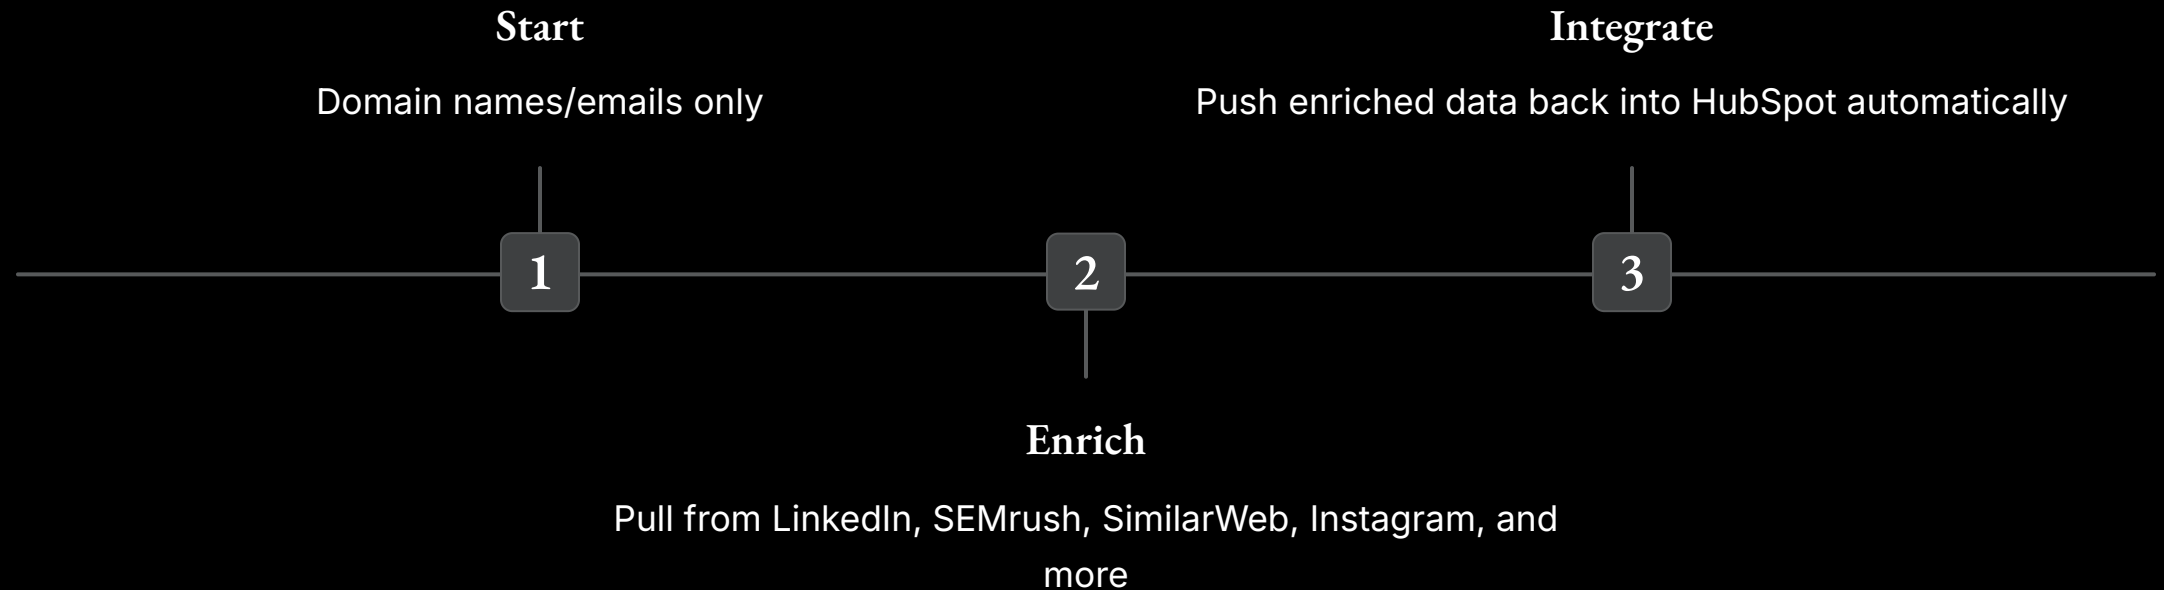 Start
Domain names/emails only
1
2
Enrich
Pull from LinkedIn, SEMrush, SimilarWeb, Instagram, and
more
Integrate
Push enriched data back into HubSpot automatically
3